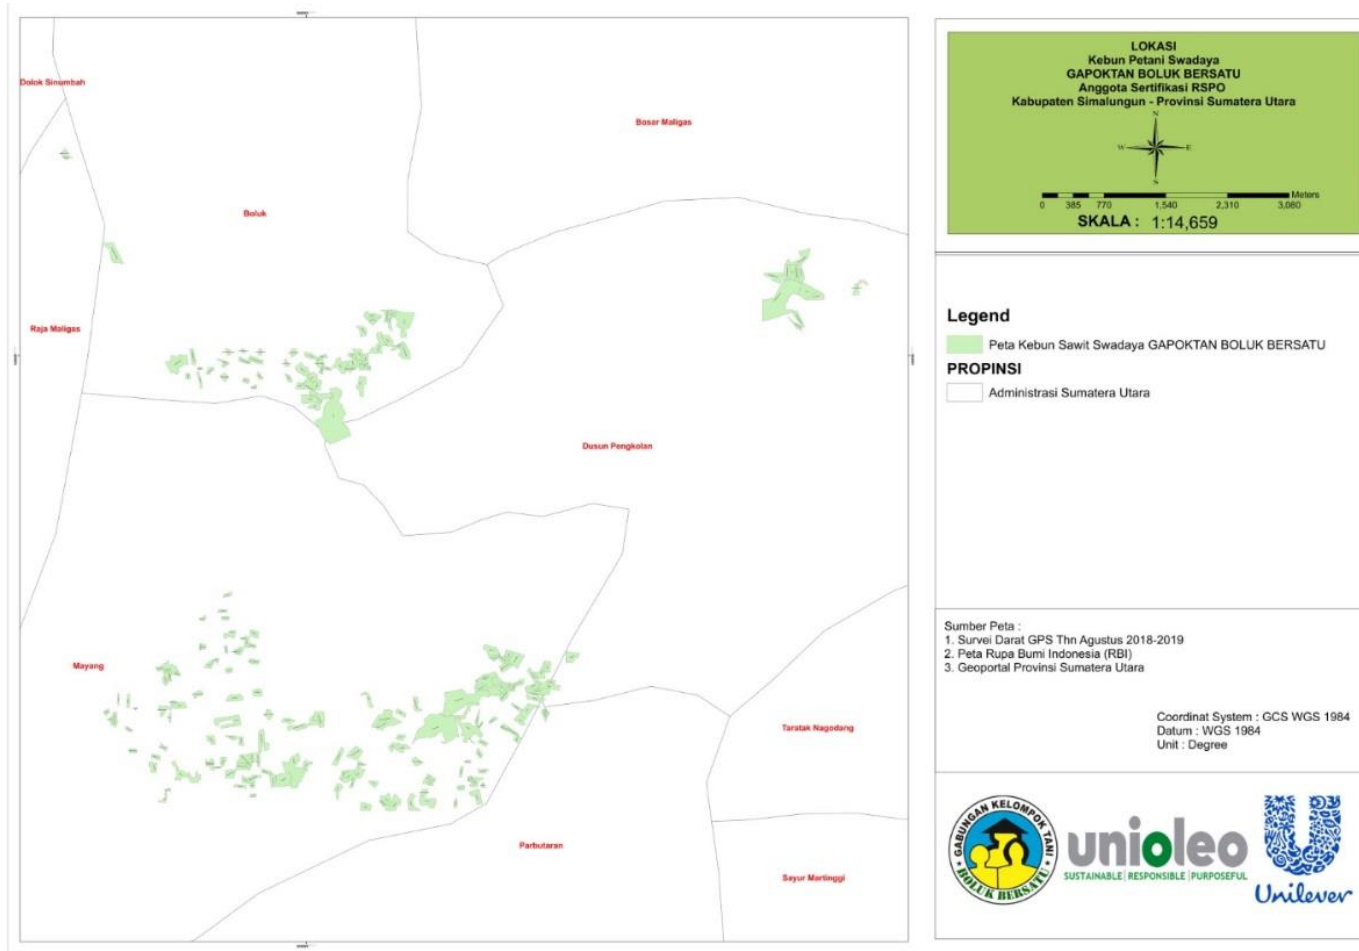 Dolok Sinumbah
Bosar Maligas
Boluk
Raja Maligas
Dusun Pengkolan
Mayang
Taratak Nagodang
Parbutaran
Sayur Martinggi
LOKASI
Kebun Petani Swadaya
GAPOKTAN BOLUK BERSATU
Anggota Sertifikasi RSPO
Kabupaten Simalungun - Provinsi Sumatera Utara
N
W E
S
Meters
0 385 770 1,540 2,310 3,080
SKALA : 1:14,659
Legend
Peta Kebun Sawit Swadaya GAPOKTAN BOLUK BERSATU
PROPINSI
Administrasi Sumatera Utara
Sumber Peta :
1. Survei Darat GPS Thn Agustus 2018-2019
2. Peta Rupa Bumi Indonesia (RBI)
3. Geoportal Provinsi Sumatera Utara
Coordinat System : GCS WGS 1984
Datum : WGS 1984
Unit : Degree
GABUNGAN KELOMPOK TANI
BOLUK BERSATU
unioleo
SUSTAINABLE | RESPONSIBLE | PURPOSEFUL
Unilever